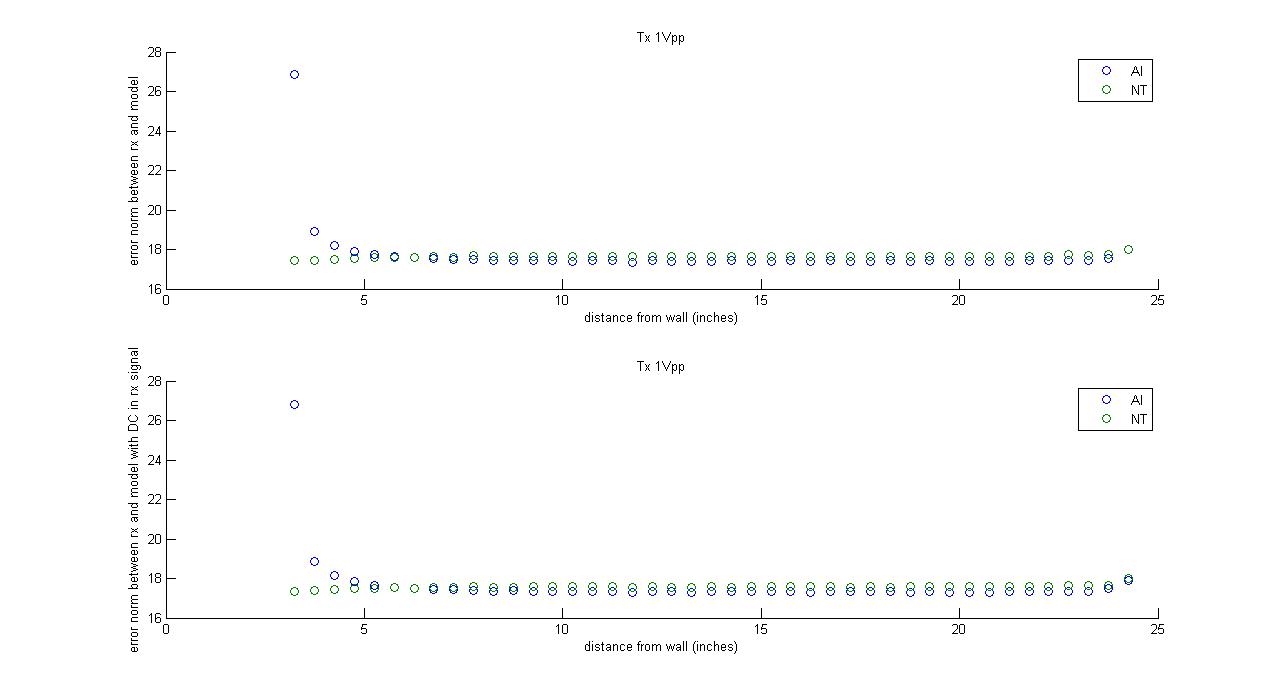 Tx 1Vpp
28
26
24
22
20
18
16
error norm between rx and model
0 5 10 15 20 25
distance from wall (inches)
AI
NT
Tx 1Vpp
28
26
24
22
20
18
16
error norm between rx and model with DC in rx signal
0 5 10 15 20 25
distance from wall (inches)
AI
NT